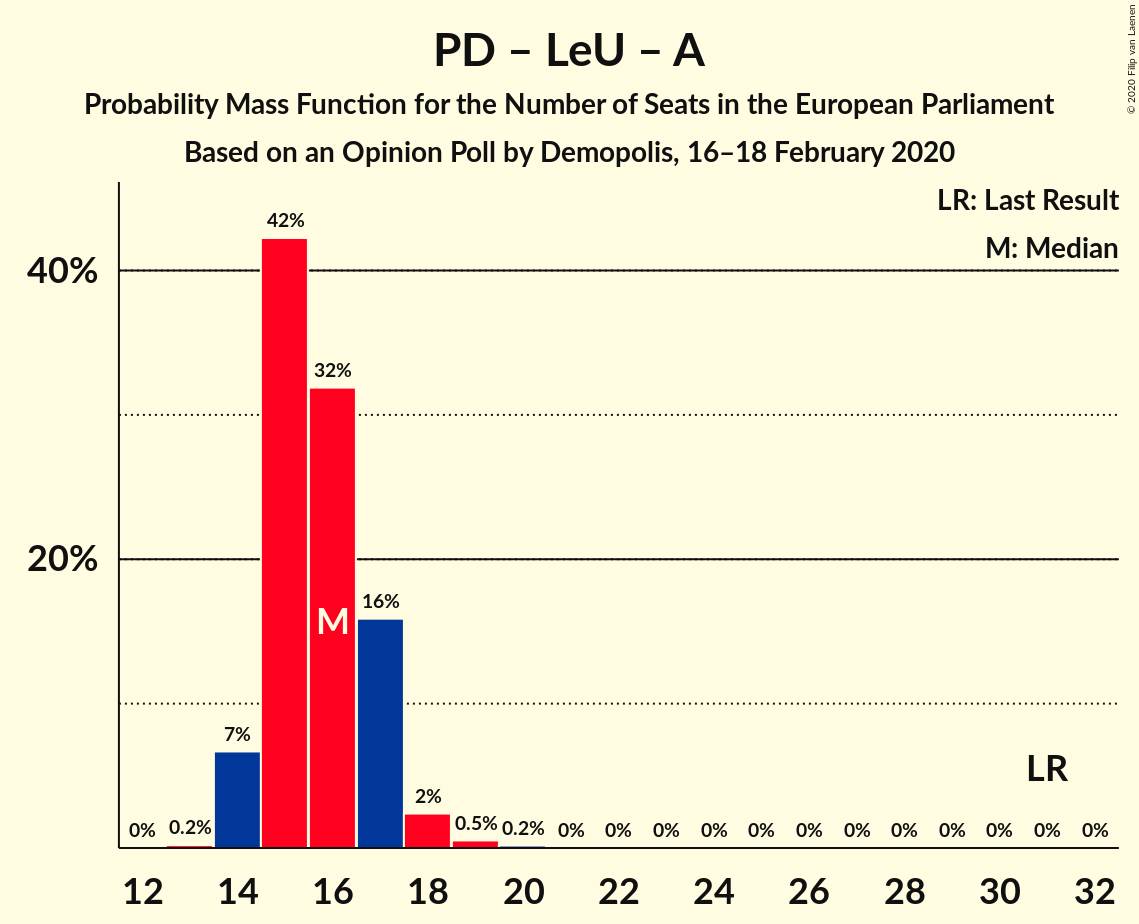 PD – LeU – A
Probability Mass Function for the Number of Seats in the European Parliament
Based on an Opinion Poll by Demopolis, 16–18 February 2020
© 2020 Filip van Laenen
LR: Last Result
M: Median
40%
20%
0% 0.2% 7% 42% 32% 16% 2% 0.5% 0.2% 0% 0% 0% 0% 0% 0% 0% 0% 0% 0% 0% 0%
M
LR
12 14 16 18 20 22 24 26 28 30 32